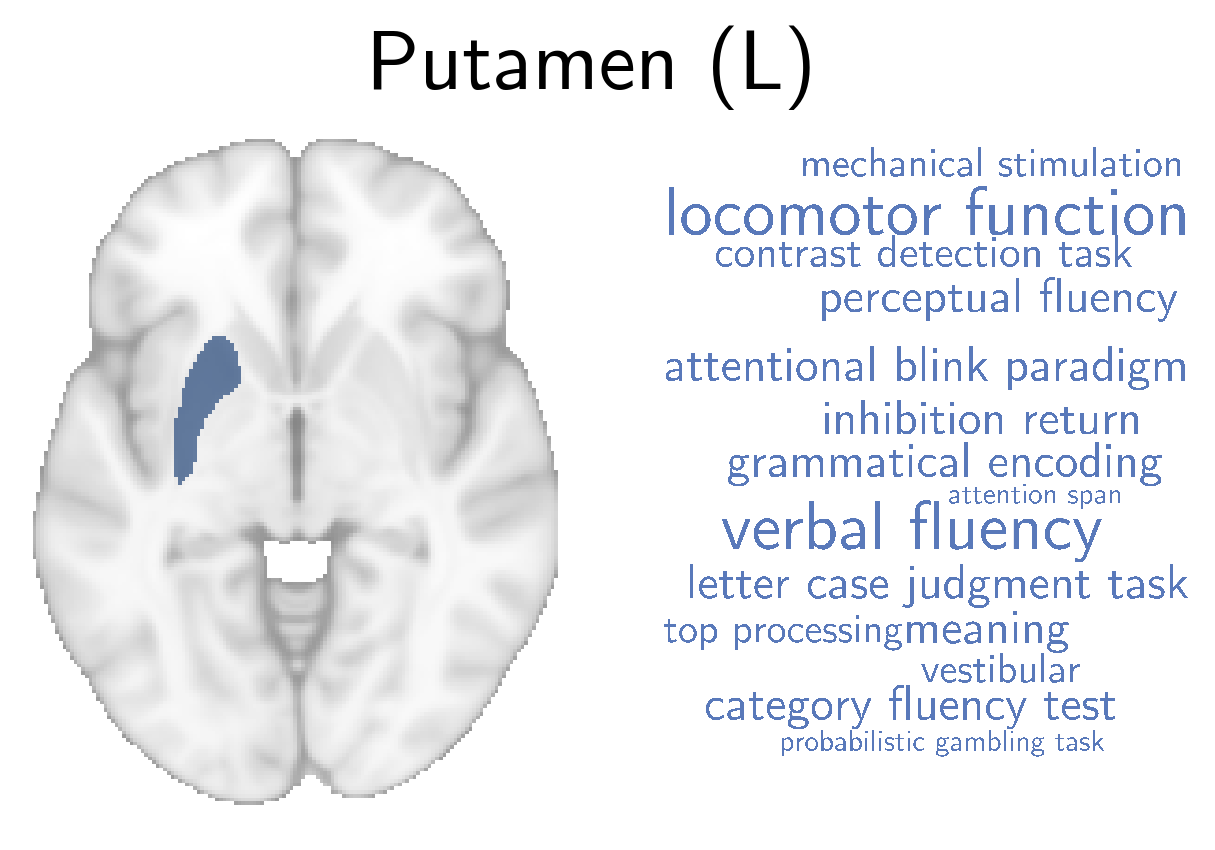 Putamen (L)
mechanical stimulation
locomotor function
contrast detection task
perceptual fluency
attentional blink paradigm
inhibition return
grammatical encoding
attention span
verbal fluency
letter case judgment task
top processing meaning
vestibular
category fluency test
probabilistic gambling task